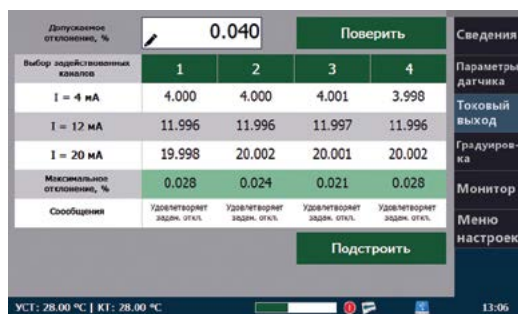 Допускаемое
отклонение, %
0.040
Поверить
Сведения
Выбор задействованных
каналов
1 2 3 4
Параметры
датчика
I = 4 мА 4.000 4.000 4.001 3.998
Токовый
выход
I = 12 мА 11.996 11.996 11.997 11.996
I = 20 мА 19.998 20.002 20.001 20.002
Градуиров-
ка
Максимальное
отклонение, %
0.028 0.024 0.021 0.028
Монитор
Сообщения
Удовлетворяет Удовлетворяет Удовлетворяет Удовлетворяет
задан. откл. задан. откл. задан. откл. задан. откл.
Меню
настроек
Подстроить
УСТ: 28.00 ºC | КТ: 28.00 ºC
13:06